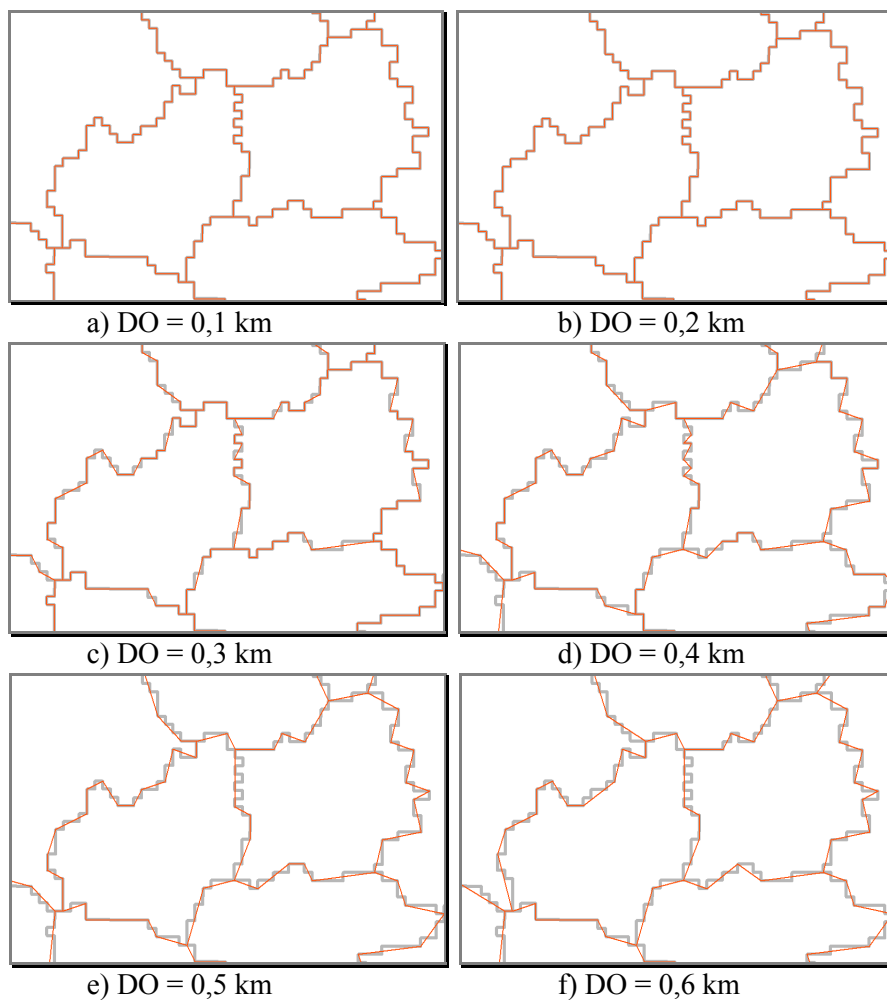 a) DO = 0,1 km
b) DO = 0,2 km
c) DO = 0,3 km
d) DO = 0,4 km
e) DO = 0,5 km
f) DO = 0,6 km